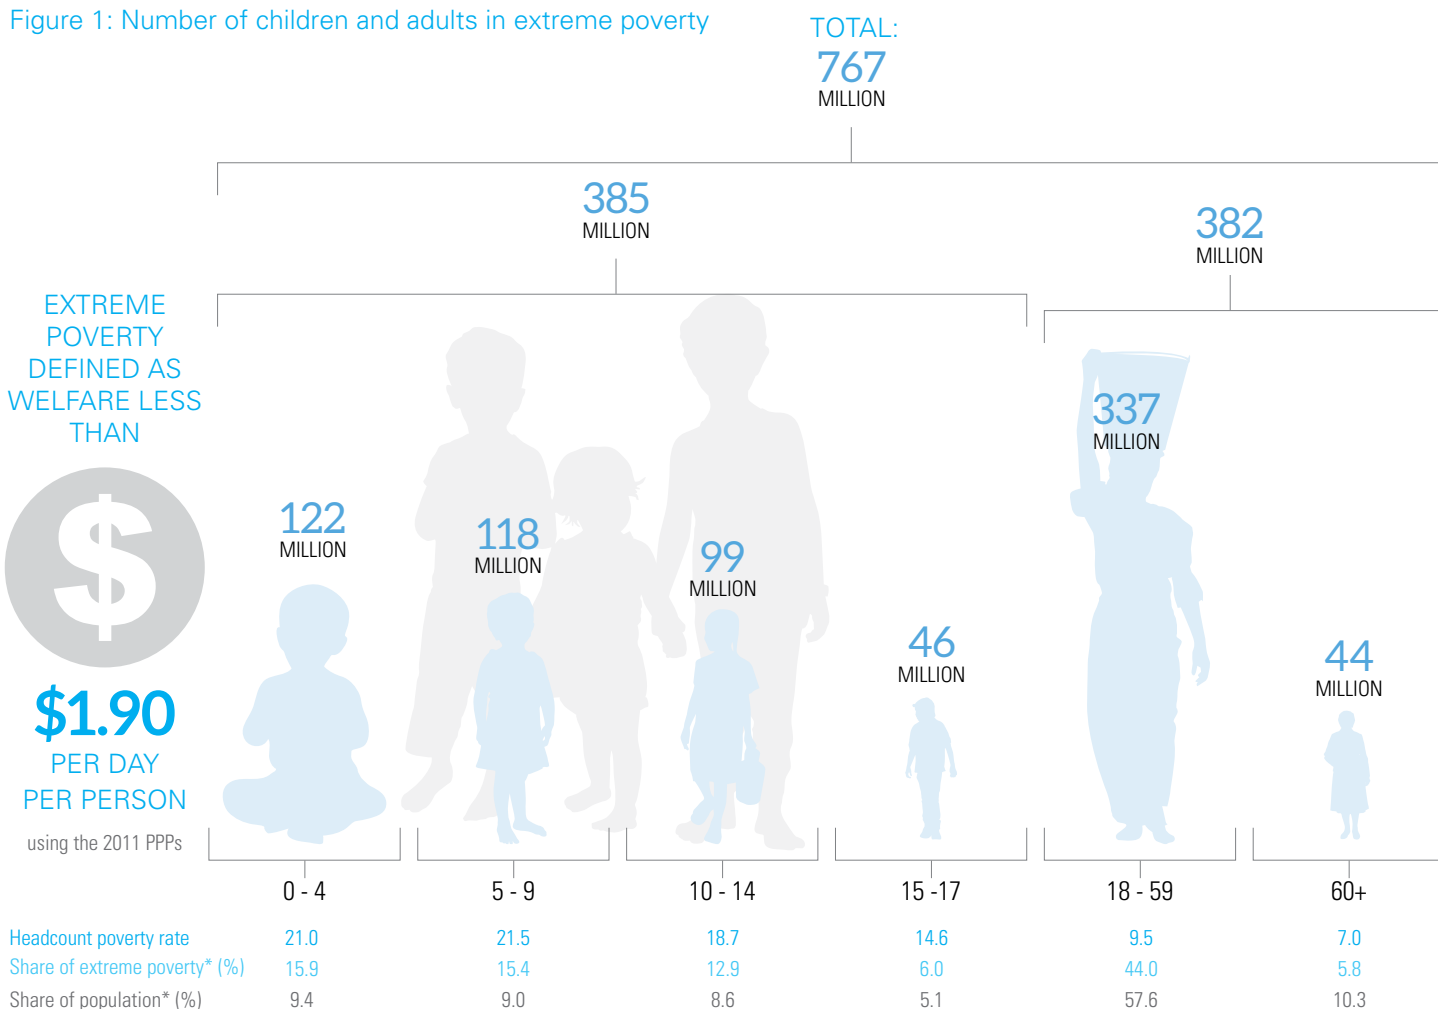 Figure 1: Number of children and adults in extreme poverty
TOTAL:
767
MILLION
385
MILLION
382
MILLION
EXTREME
POVERTY
DEFINED AS
WELFARE LESS
THAN
$
$1.90
PER DAY
PER PERSON
using the 2011 PPPs
122
MILLION
118
MILLION
99
MILLION
46
MILLION
337
MILLION
44
MILLION
0 - 4 5 - 9 10 - 14 15 -17 18 - 59 60+
Headcount poverty rate 21.0 21.5 18.7 14.6 9.5 7.0
Share of extreme poverty* (%) 15.9 15.4 12.9 6.0 44.0 5.8
Share of population* (%) 9.4 9.0 8.6 5.1 57.6 10.3